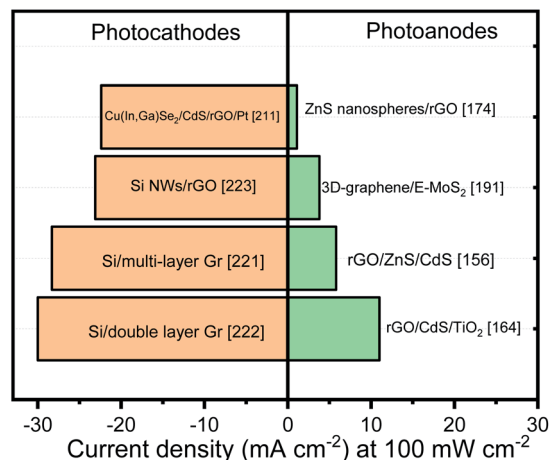 Photocathodes
Photoanodes
Cu(In,Ga)Se₂/CdS/rGO/Pt [211]
ZnS nanospheres/rGO [174]
Si NWs/rGO [223]
3D-graphene/E-MoS₂ [191]
Si/multi-layer Gr [221]
rGO/ZnS/CdS [156]
Si/double layer Gr [222]
rGO/CdS/TiO₂ [164]
-30 -20 -10 0 10 20 30
Current density (mA cm⁻²) at 100 mW cm⁻²